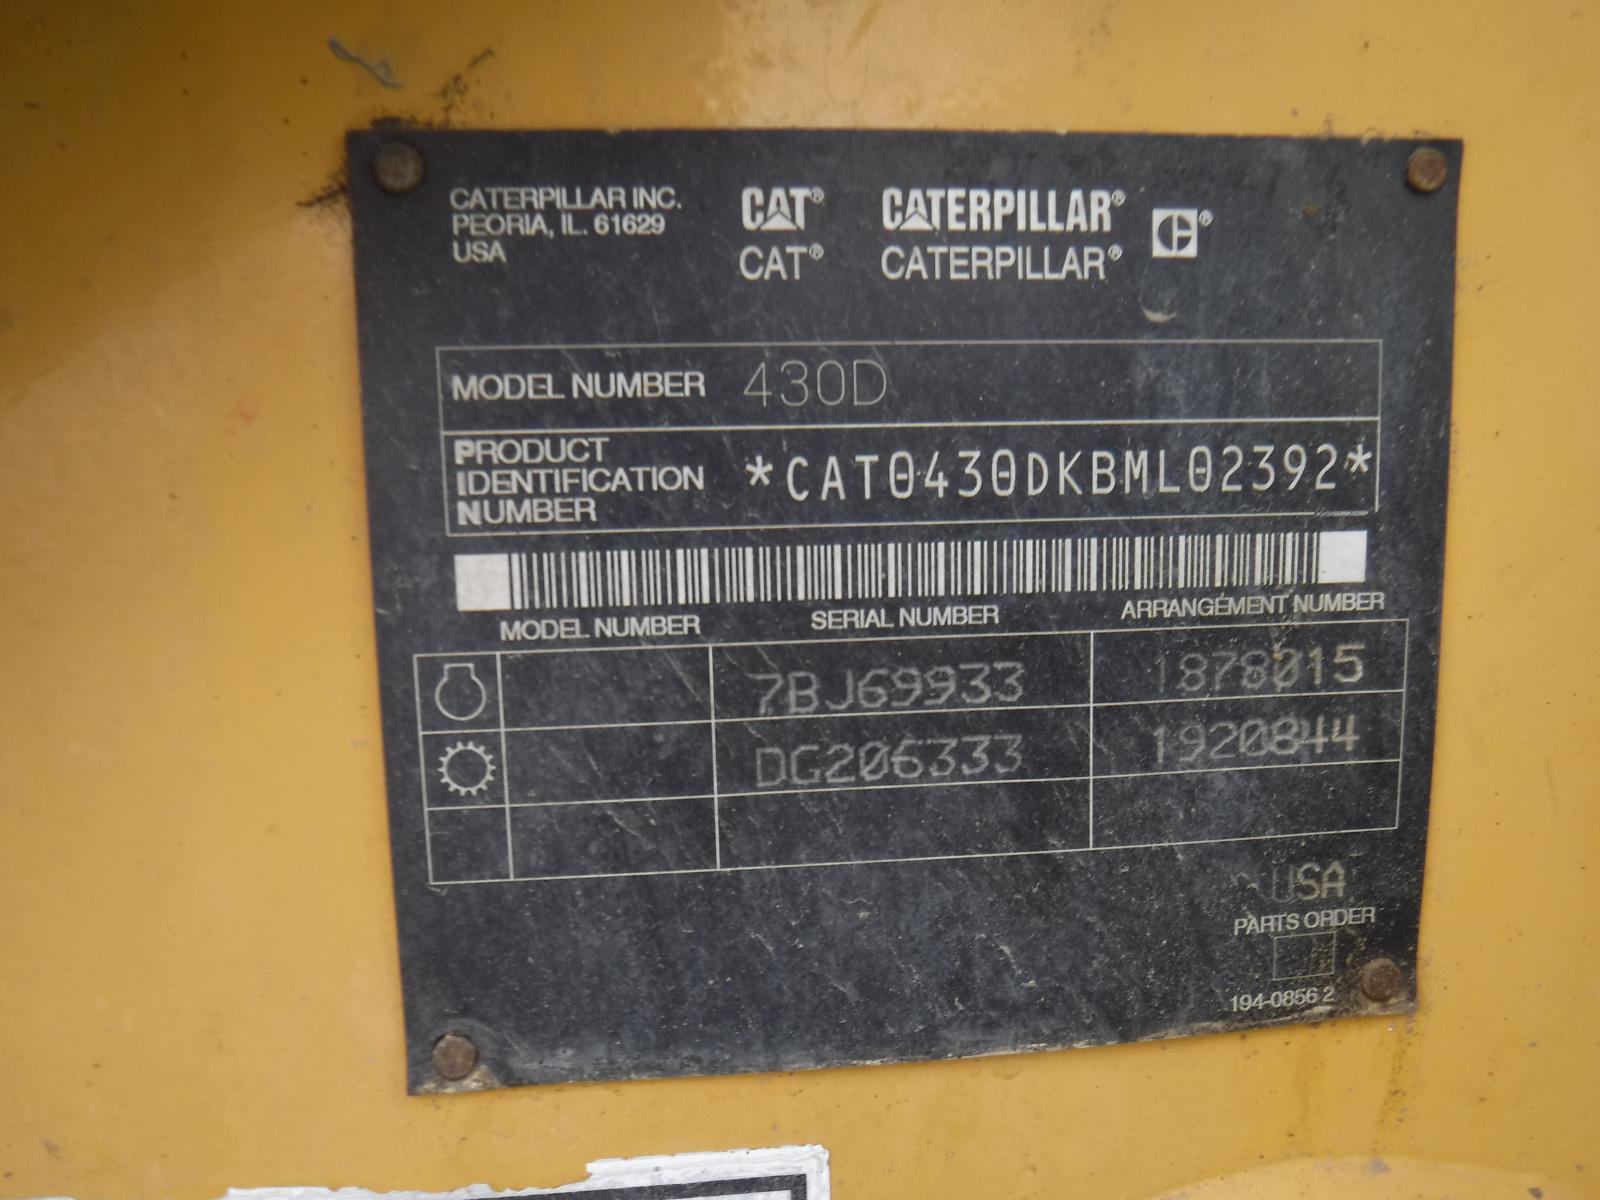 CATERPILLAR INC.
PEORIA, IL. 61629
USA
CAT® CATERPILLAR® ®
CAT® CATERPILLAR®
MODEL NUMBER 430D
PRODUCT
IDENTIFICATION
NUMBER
*CAT0430DKBML02392*
MODEL NUMBER SERIAL NUMBER ARRANGEMENT NUMBER
7BJ69933 1878015
DG206333 1920844
USA
PARTS ORDER
194-0856 2